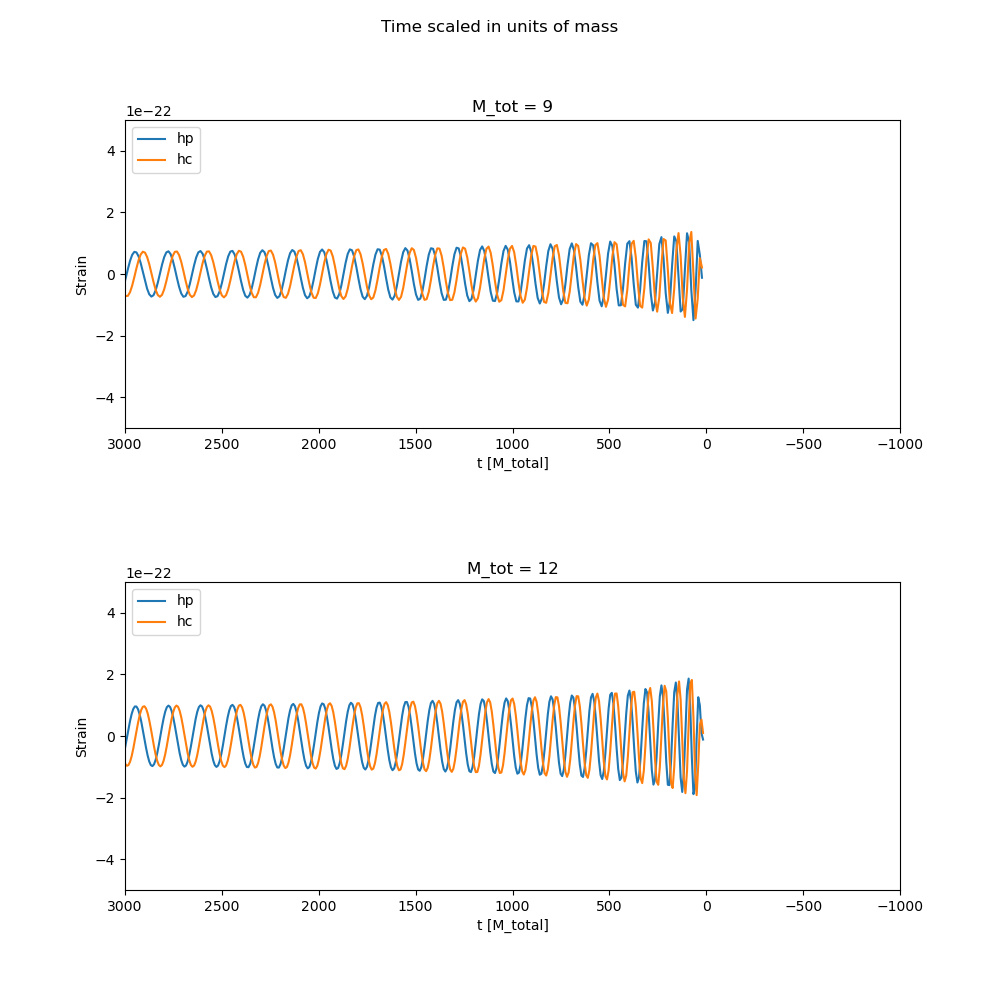 Time scaled in units of mass
M_tot = 9
1e−22
hp
hc
4
2
0
−2
−4
Strain
3000 2500 2000 1500 1000 500 0 −500 −1000
t [M_total]
M_tot = 12
1e−22
hp
hc
4
2
0
−2
−4
Strain
3000 2500 2000 1500 1000 500 0 −500 −1000
t [M_total]